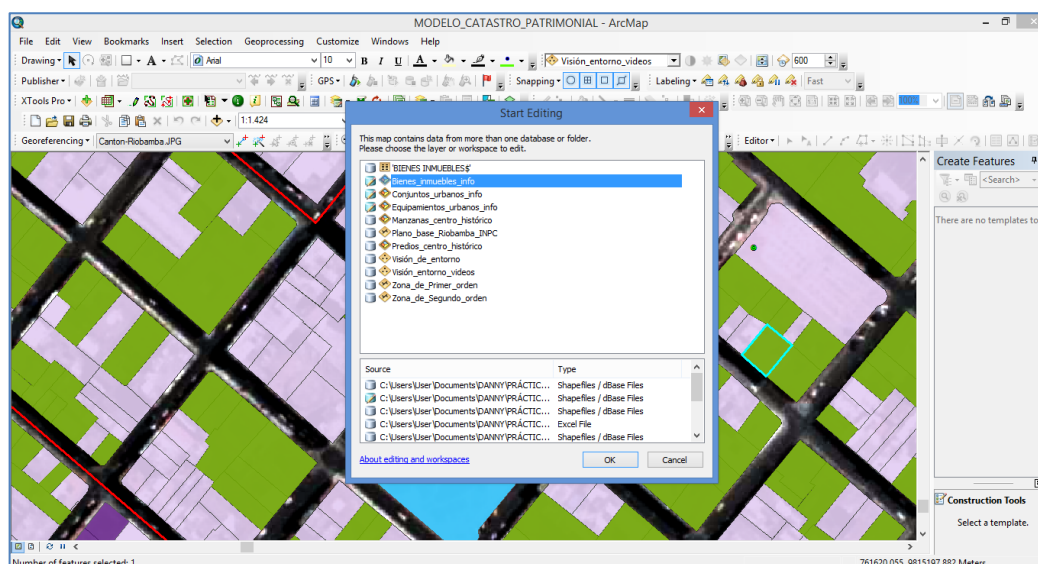 MODELO_CATASTRO_PATRIMONIAL - ArcMap
File Edit View Bookmarks Insert Selection Geoprocessing Customize Windows Help
Drawing A Arial 10 B I U A Visión_entorno_videos 600
Publisher GPS Snapping Labeling Fast
XTools Pro 100%
1:1.424
Georeferencing Canton-Riobamba.JPG Editor
Start Editing
This map contains data from more than one database or folder.
Please choose the layer or workspace to edit.
'BIENES INMUEBLES$'
Bienes_inmuebles_info
Conjuntos_urbanos_info
Equipamientos_urbanos_info
Manzanas_centro_histórico
Plano_base_Riobamba_INPC
Predios_centro_histórico
Visión_de_entorno
Visión_entorno_videos
Zona_de_Primer_orden
Zona_de_Segundo_orden
Source Type
C:\Users\User\Documents\DANNY\PRÁCTIC... Shapefiles / dBase Files
C:\Users\User\Documents\DANNY\PRÁCTIC... Shapefiles / dBase Files
C:\Users\User\Documents\DANNY\PRÁCTIC... Shapefiles / dBase Files
C:\Users\User\Documents\DANNY\PRÁCTIC... Excel File
C:\Users\User\Documents\DANNY\PRÁCTIC... Shapefiles / dBase Files
About editing and workspaces OK Cancel
Create Features
<Search>
There are no templates to
Construction Tools
Select a template.
Number of features selected: 1 761620,055 9815197,882 Meters